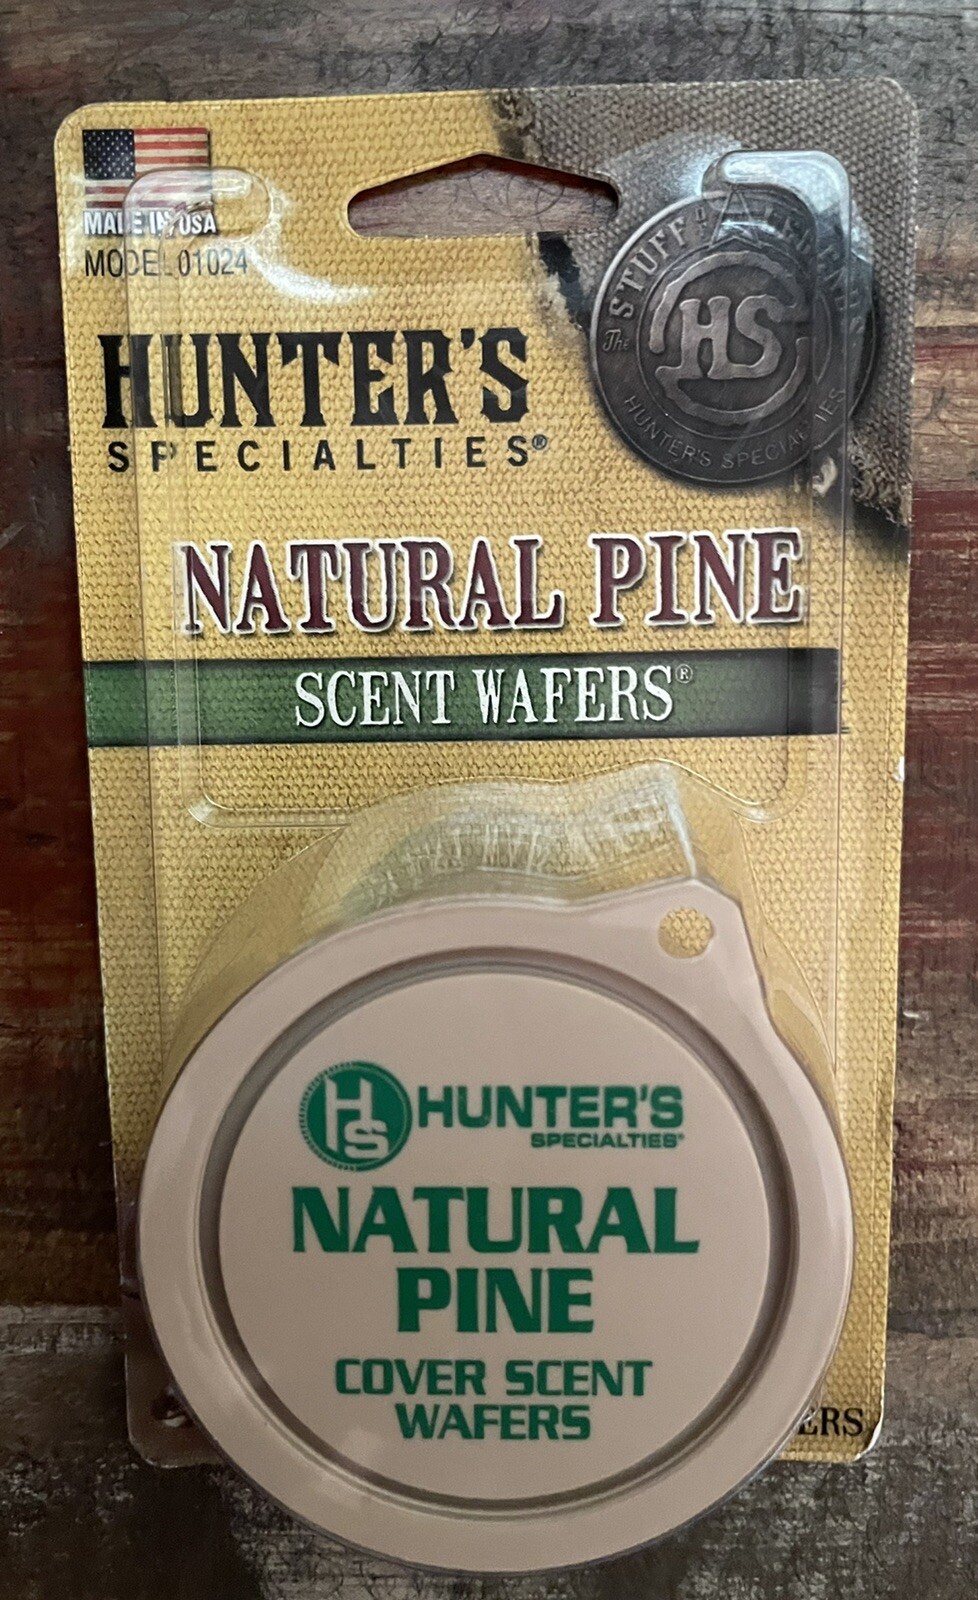 MADE IN USA
MODEL 01024
HUNTER'S
SPECIALTIES®
The STUFF
HS
HUNTER'S SPECIALTIES
NATURAL PINE
SCENT WAFERS®
HS HUNTER'S
SPECIALTIES®
NATURAL
PINE
COVER SCENT
WAFERS
ERS